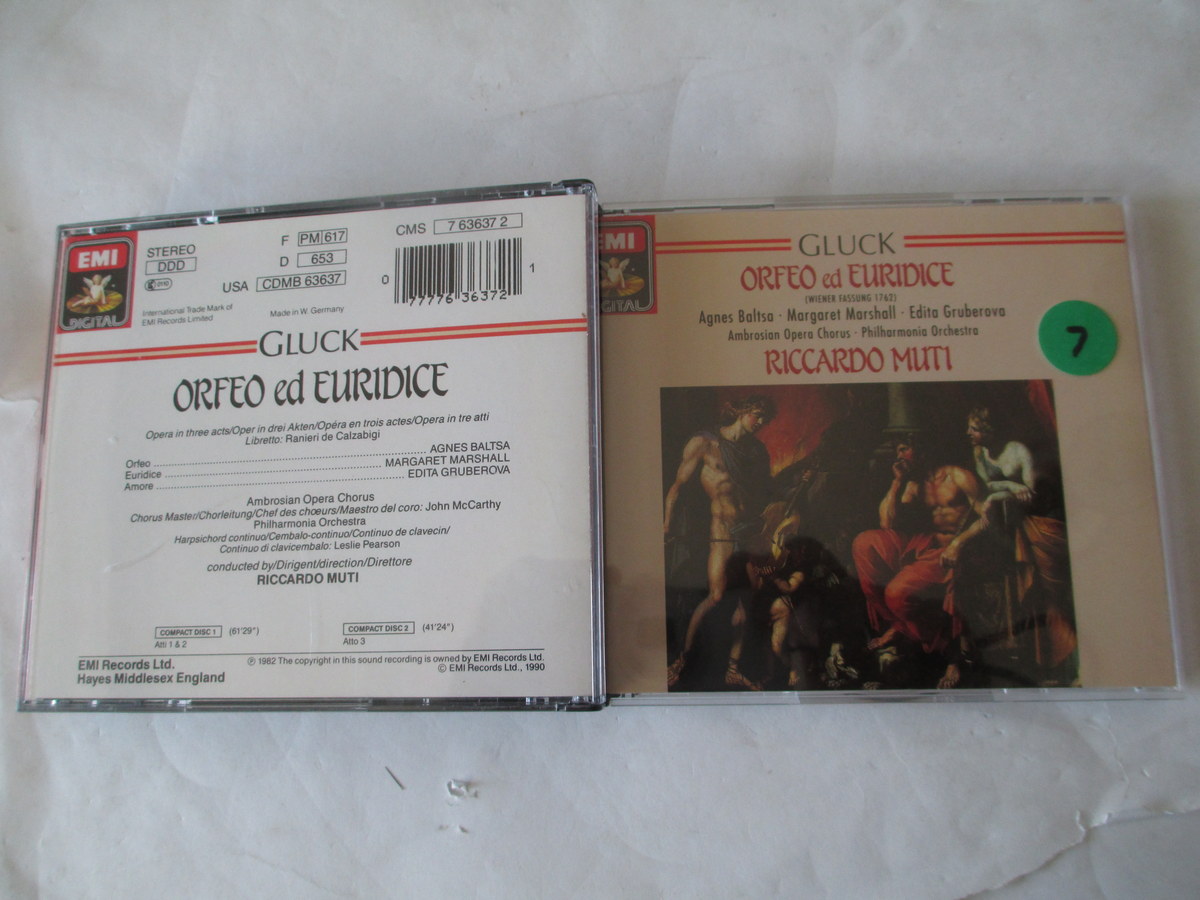 EMI
DIGITAL
STEREO
DDD
International Trade Mark of
EMI Records Limited
F PM 617
D 653
USA CDMB 63637
Made in W. Germany
CMS 7 63637 2
0 77776 36372 1
GLUCK
ORFEO ed EURIDICE
Opera in three acts/Oper in drei Akten/Opéra en trois actes/Opera in tre atti
Libretto: Ranieri de Calzabigi
Orfeo ........ AGNES BALTSA
Euridice ........ MARGARET MARSHALL
Amore ........ EDITA GRUBEROVA
Ambrosian Opera Chorus
Chorus Master/Chorleitung/Chef des chœurs/Maestro del coro: John McCarthy
Philharmonia Orchestra
Harpsichord continuo/Cembalo-continuo/Continuo de clavecin/
Continuo di clavicembalo: Leslie Pearson
conducted by/Dirigent/direction/Direttore
RICCARDO MUTI
COMPACT DISC 1 (61'29")
Atti 1 & 2
COMPACT DISC 2 (41'24")
Atto 3
EMI Records Ltd.
Hayes Middlesex England
℗ 1982 The copyright in this sound recording is owned by EMI Records Ltd.
© EMI Records Ltd., 1990
EMI
DIGITAL
GLUCK
ORFEO ed EURIDICE
(WIENER FASSUNG 1762)
Agnes Baltsa · Margaret Marshall · Edita Gruberova
Ambrosian Opera Chorus · Philharmonia Orchestra
RICCARDO MUTI
7